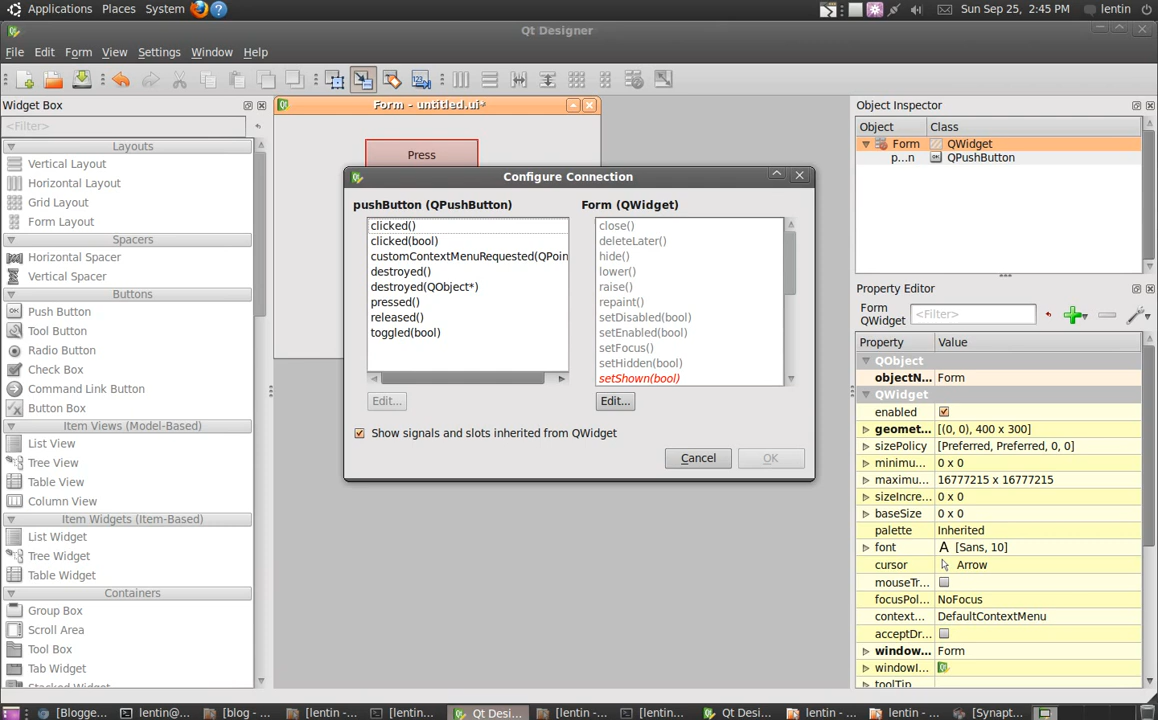 Applications Places System Sun Sep 25, 2:45 PM lentin
Qt Designer
File Edit Form View Settings Window Help
Widget Box
<Filter>
Layouts
Vertical Layout
Horizontal Layout
Grid Layout
Form Layout
Spacers
Horizontal Spacer
Vertical Spacer
Buttons
Push Button
Tool Button
Radio Button
Check Box
Command Link Button
Button Box
Item Views (Model-Based)
List View
Tree View
Table View
Column View
Item Widgets (Item-Based)
List Widget
Tree Widget
Table Widget
Containers
Group Box
Scroll Area
Tool Box
Tab Widget
Stacked Widget
Form - untitled.ui*
Press
Configure Connection
pushButton (QPushButton)
clicked()
clicked(bool)
customContextMenuRequested(QPoin
destroyed()
destroyed(QObject*)
pressed()
released()
toggled(bool)
Edit...
Form (QWidget)
close()
deleteLater()
hide()
lower()
raise()
repaint()
setDisabled(bool)
setEnabled(bool)
setFocus()
setHidden(bool)
setShown(bool)
Edit...
Show signals and slots inherited from QWidget
Cancel OK
Object Inspector
Object Class
Form QWidget
p...n QPushButton
Property Editor
Form
QWidget
<Filter>
Property Value
QObject
objectN... Form
QWidget
enabled
geomet... [(0, 0), 400 x 300]
sizePolicy [Preferred, Preferred, 0, 0]
minimu... 0 x 0
maximu... 16777215 x 16777215
sizeIncre... 0 x 0
baseSize 0 x 0
palette Inherited
font A [Sans, 10]
cursor Arrow
mouseTr...
focusPol... NoFocus
context... DefaultContextMenu
acceptDr...
window... Form
windowI...
toolTip
[Blogge... lentin@... [blog - ... [lentin -... [lentin... Qt Desi... [lentin -... [lentin... Qt Desi... lentin - ... lentin - ... [Synapt...